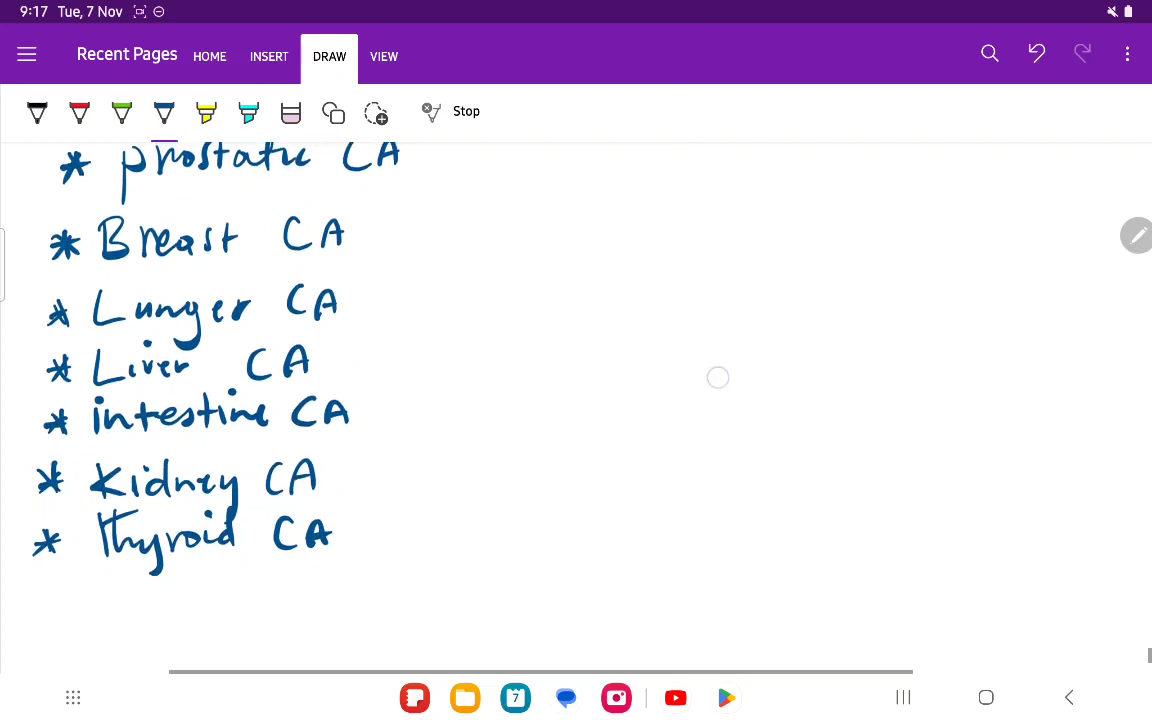 9:17 Tue, 7 Nov
Recent Pages HOME INSERT DRAW VIEW
Stop
* prostatic CA
* Breast CA
* Lunger CA
* Liver CA
* intestine CA
* Kidney CA
* thyroid CA
7